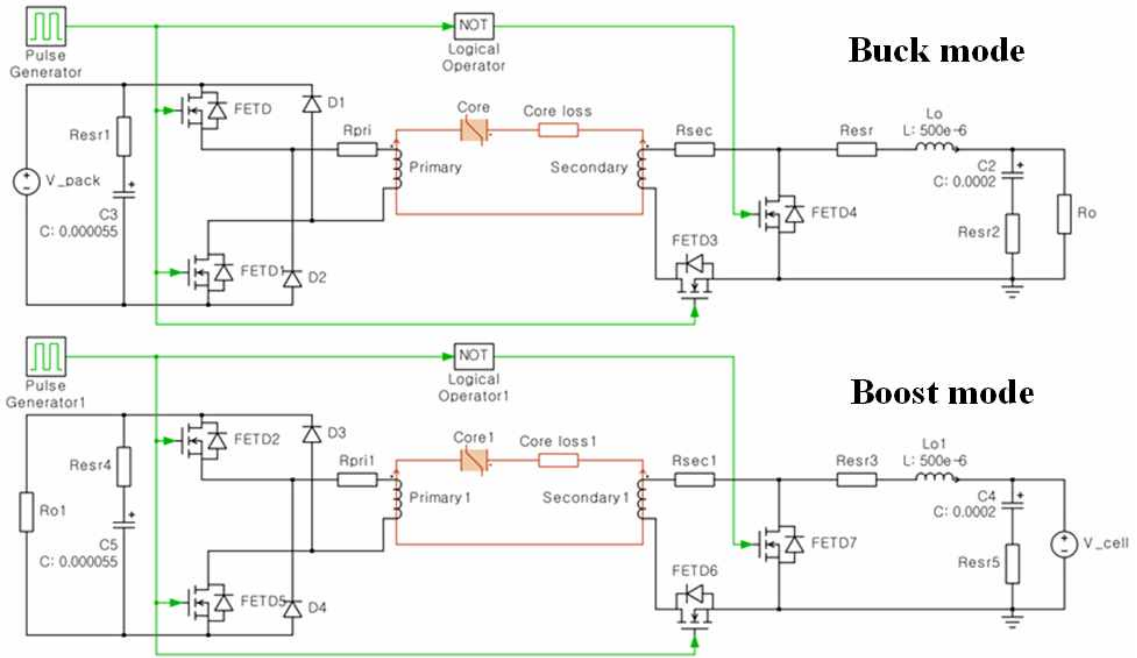 Pulse
Generator
NOT
Logical
Operator
Buck mode
Resr1
FETD
D1
Rpri
Core
Core loss
Rsec
Resr
Lo
L: 500e-6
V_pack
Primary
Secondary
C2
C: 0.0002
C3
C: 0.000055
FETD4
Ro
FETD1
D2
FETD3
Resr2
Pulse
Generator1
NOT
Logical
Operator1
Boost mode
Resr4
FETD2
D3
Rpri1
Core1
Core loss1
Rsec1
Resr3
Lo1
L: 500e-6
Ro1
Primary1
Secondary1
C4
C: 0.0002
C5
C: 0.000055
FETD7
V_cell
FETD5
D4
FETD6
Resr5